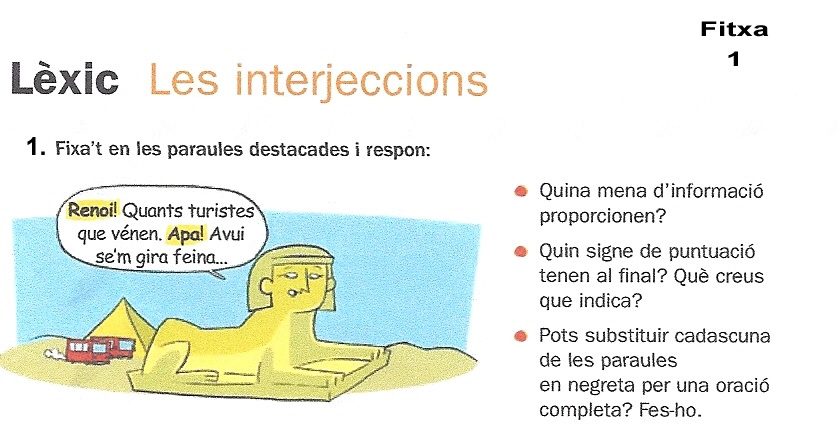 Fitxa
1
Lèxic Les interjeccions
1. Fixa't en les paraules destacades i respon:
Renoi! Quants turistes
que vénen. Apa! Avui
se'm gira feina...
• Quina mena d'informació
proporcionen?
• Quin signe de puntuació
tenen al final? Què creus
que indica?
• Pots substituir cadascuna
de les paraules
en negreta per una oració
completa? Fes-ho.